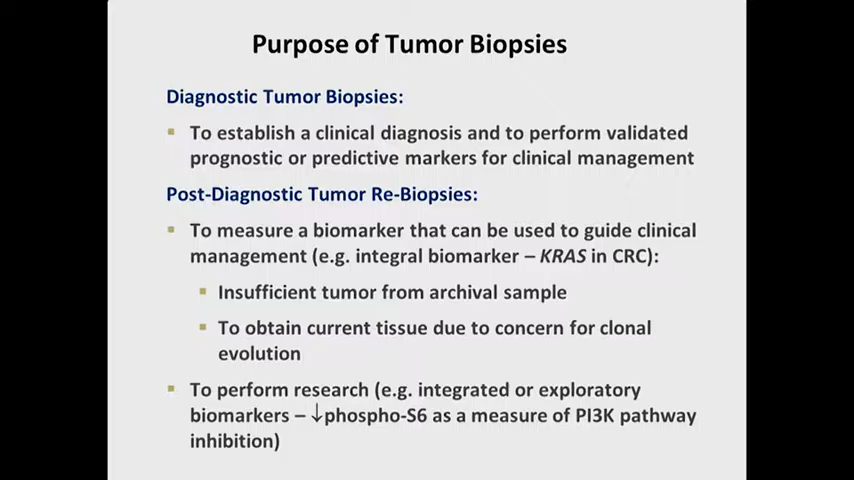 Purpose of Tumor Biopsies
Diagnostic Tumor Biopsies:
▪ To establish a clinical diagnosis and to perform validated
prognostic or predictive markers for clinical management
Post-Diagnostic Tumor Re-Biopsies:
▪ To measure a biomarker that can be used to guide clinical
management (e.g. integral biomarker – KRAS in CRC):
▪ Insufficient tumor from archival sample
▪ To obtain current tissue due to concern for clonal
evolution
▪ To perform research (e.g. integrated or exploratory
biomarkers – ↓phospho-S6 as a measure of PI3K pathway
inhibition)